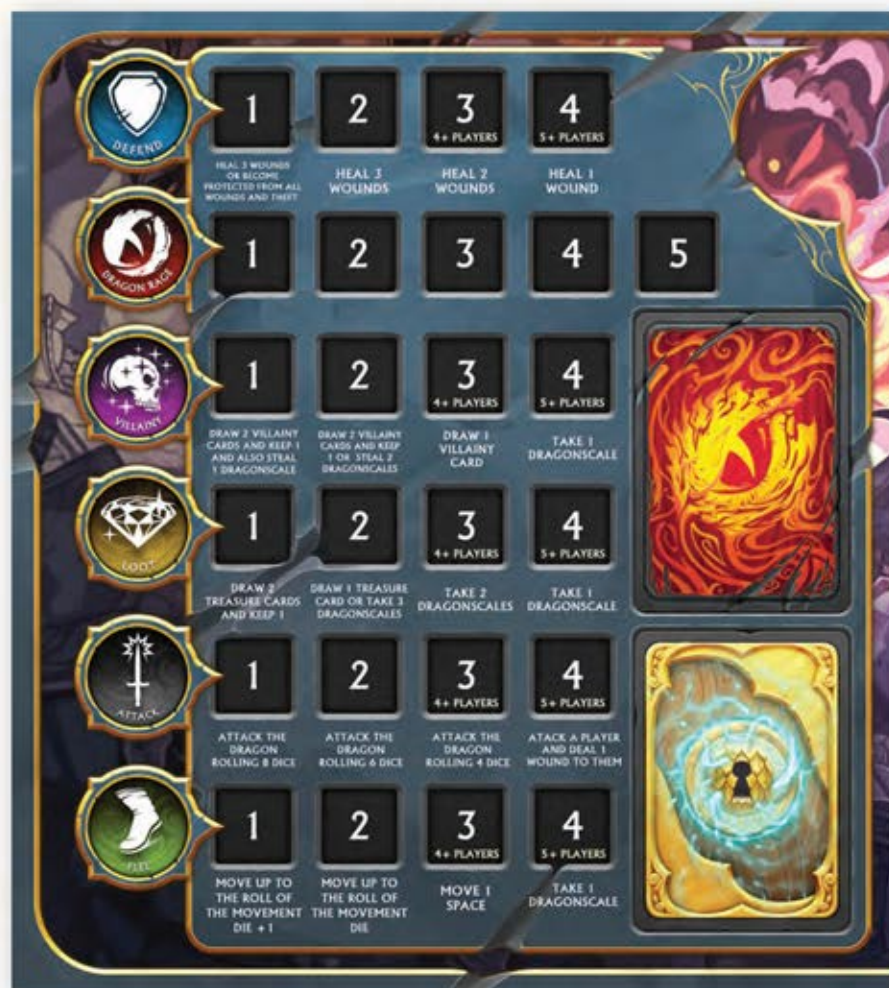 DEFEND
1 2 3 4
4+ PLAYERS 5+ PLAYERS
HEAL 3 WOUNDS
OR BECOME
PROTECTED FROM ALL
WOUNDS AND THEFT
HEAL 3
WOUNDS
HEAL 2
WOUNDS
HEAL 1
WOUND
DRAGON RAGE
1 2 3 4 5
VILLAINY
1 2 3 4
4+ PLAYERS 5+ PLAYERS
DRAW 2 VILLAINY
CARDS AND KEEP 1
AND ALSO STEAL
1 DRAGONSCALE
DRAW 2 VILLAINY
CARDS AND KEEP
1 OR STEAL 2
DRAGONSCALES
DRAW 1
VILLAINY
CARD
TAKE 1
DRAGONSCALE
LOOT
1 2 3 4
4+ PLAYERS 5+ PLAYERS
DRAW 2
TREASURE CARDS
AND KEEP 1
DRAW 1 TREASURE
CARD OR TAKE 3
DRAGONSCALES
TAKE 2
DRAGONSCALES
TAKE 1
DRAGONSCALE
ATTACK
1 2 3 4
4+ PLAYERS 5+ PLAYERS
ATTACK THE
DRAGON
ROLLING 8 DICE
ATTACK THE
DRAGON
ROLLING 6 DICE
ATTACK THE
DRAGON
ROLLING 4 DICE
ATACK A PLAYER
AND DEAL 1
WOUND TO THEM
FLEE
1 2 3 4
4+ PLAYERS 5+ PLAYERS
MOVE UP TO
THE ROLL OF
THE MOVEMENT
DIE +1
MOVE UP TO
THE ROLL OF
THE MOVEMENT
DIE
MOVE 1
SPACE
TAKE 1
DRAGONSCALE